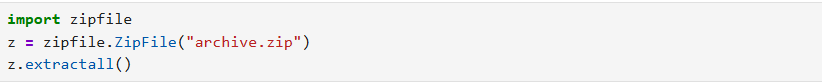 import zipfile
z = zipfile.ZipFile("archive.zip")
z.extractall()